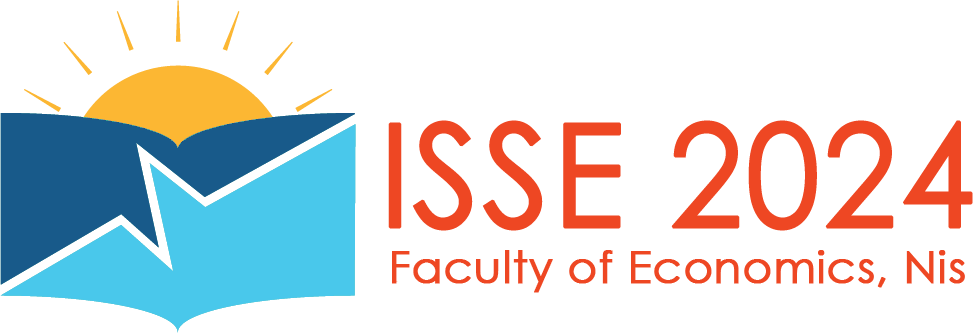 ISSE 2024
Faculty of Economics, Nis